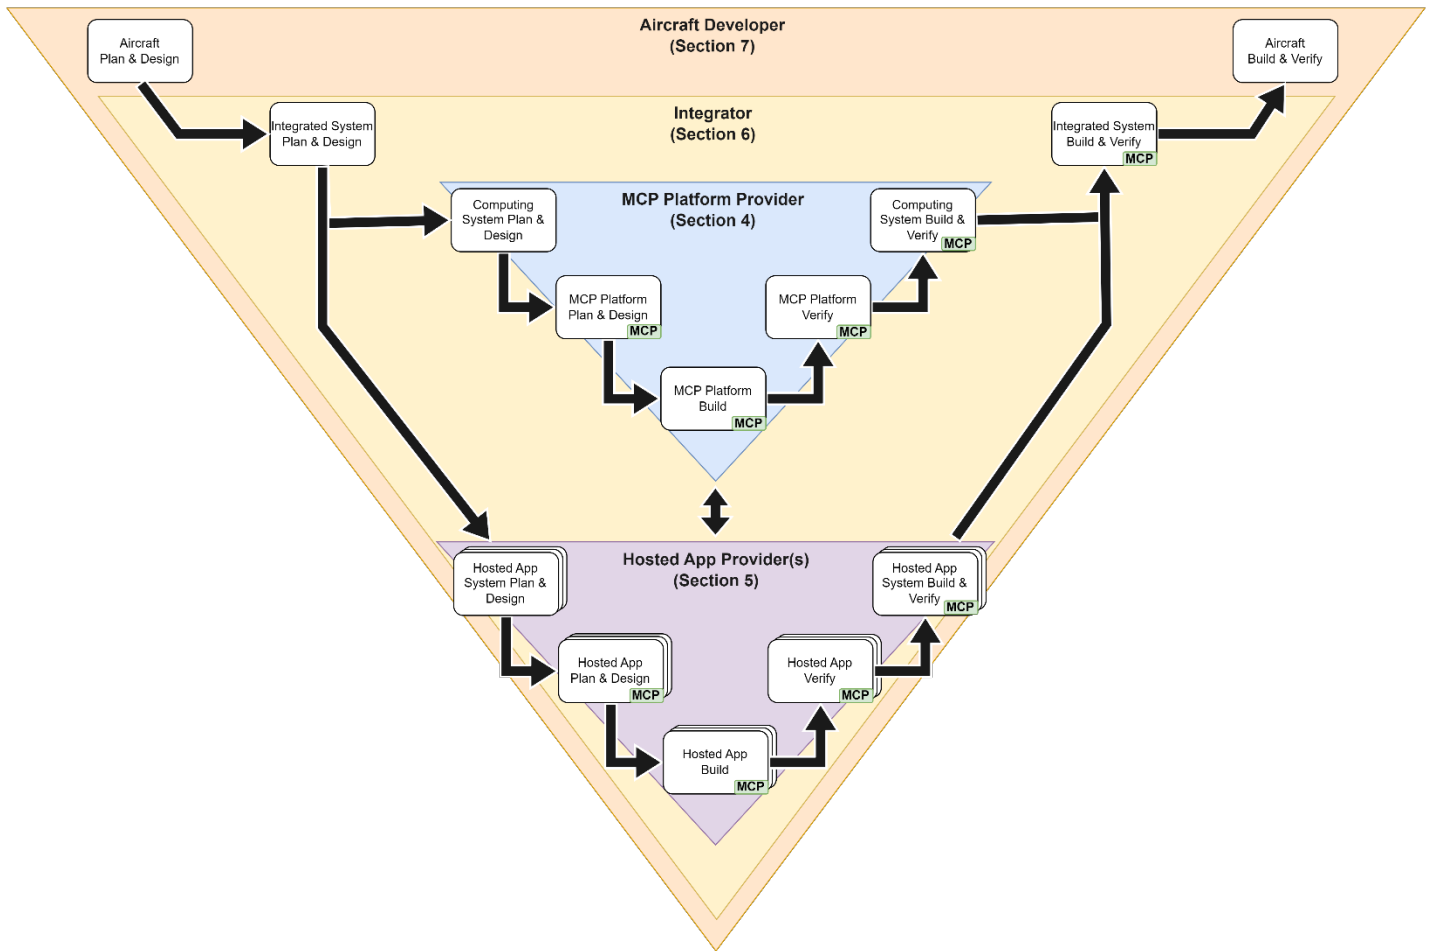 Aircraft Developer
(Section 7)
Aircraft
Plan & Design
Aircraft
Build & Verify
Integrator
(Section 6)
Integrated System
Plan & Design
Integrated System
Build & Verify
MCP
MCP Platform Provider
(Section 4)
Computing
System Plan &
Design
Computing
System Build &
Verify
MCP
MCP Platform
Plan & Design
MCP
MCP Platform
Verify
MCP
MCP Platform
Build
MCP
Hosted App Provider(s)
(Section 5)
Hosted App
System Plan &
Design
Hosted App
System Build &
Verify
MCP
Hosted App
Plan & Design
MCP
Hosted App
Verify
MCP
Hosted App
Build
MCP